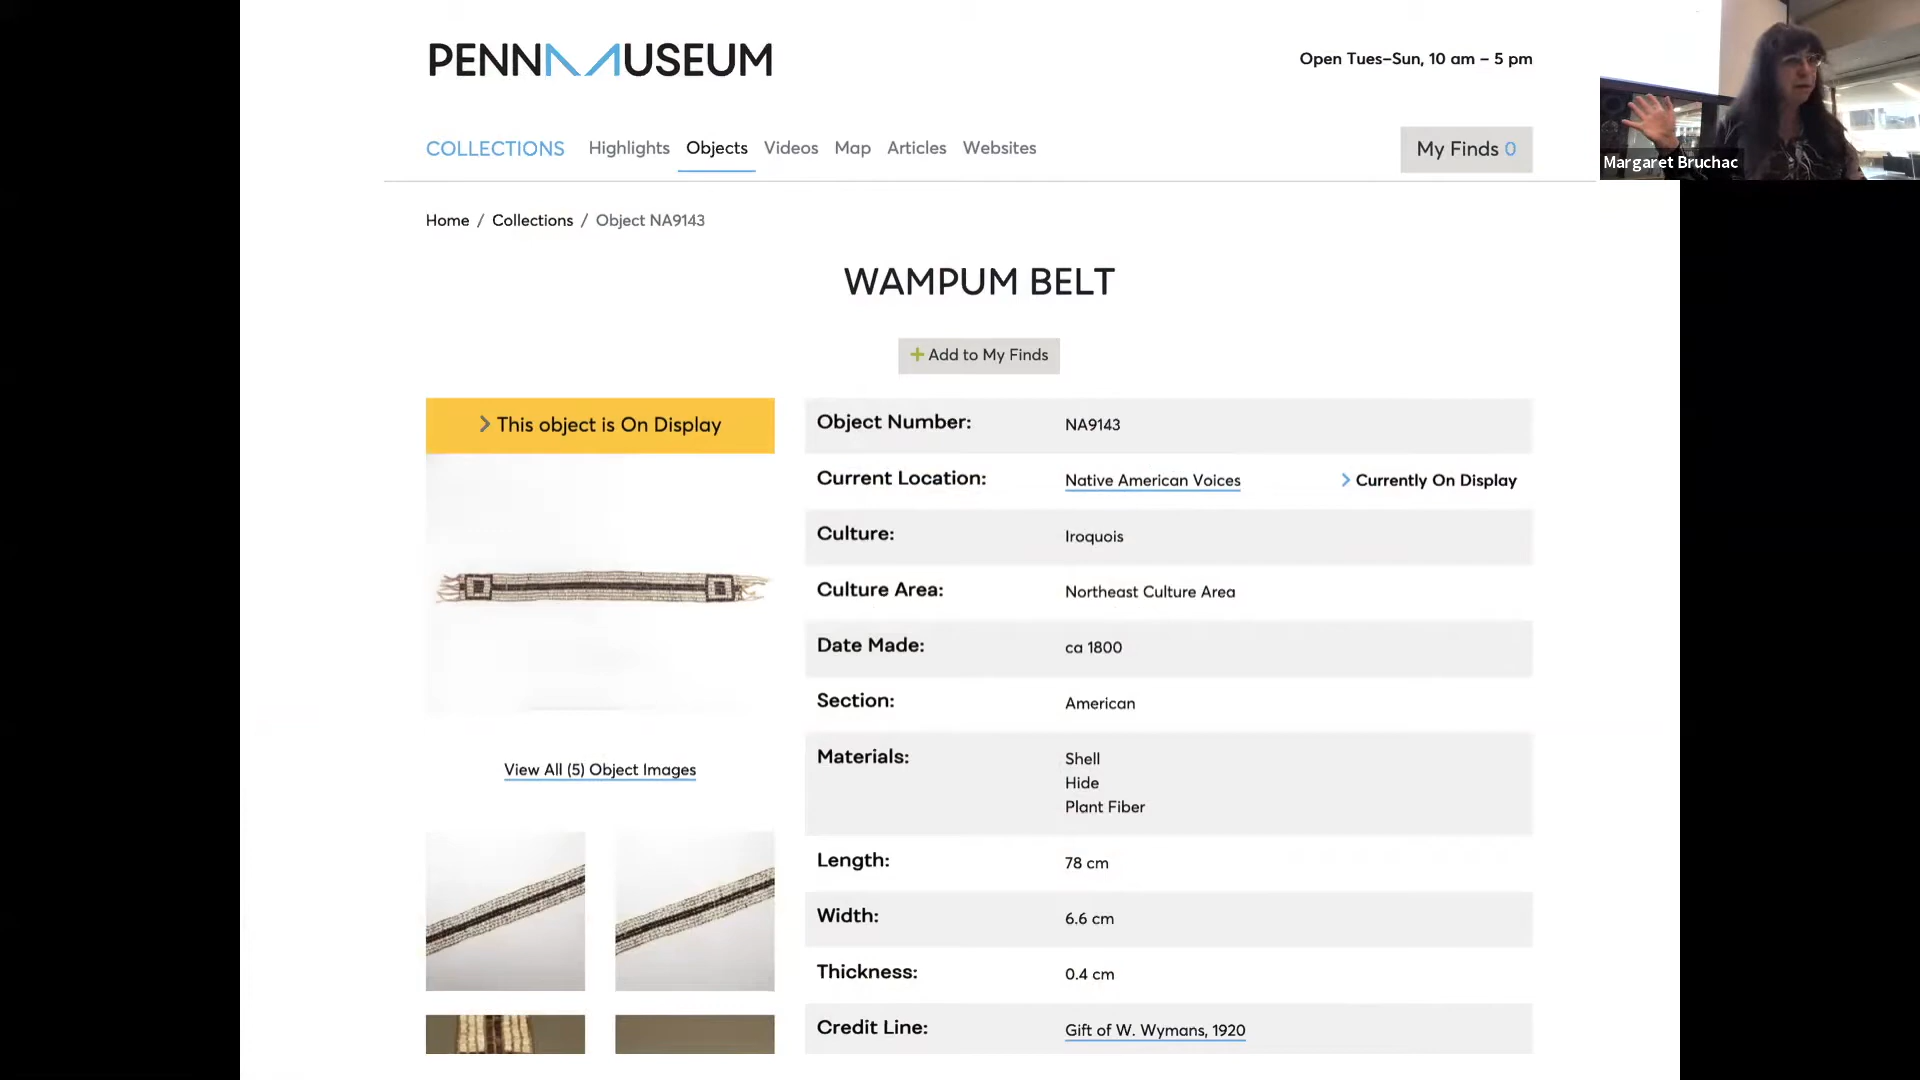 PENN MUSEUM
Open Tues–Sun, 10 am – 5 pm
COLLECTIONS Highlights Objects Videos Map Articles Websites
My Finds 0
Margaret Bruchac
Home / Collections / Object NA9143
WAMPUM BELT
+ Add to My Finds
> This object is On Display
View All (5) Object Images
Object Number: NA9143
Current Location: Native American Voices > Currently On Display
Culture: Iroquois
Culture Area: Northeast Culture Area
Date Made: ca 1800
Section: American
Materials: Shell
Hide
Plant Fiber
Length: 78 cm
Width: 6.6 cm
Thickness: 0.4 cm
Credit Line: Gift of W. Wymans, 1920